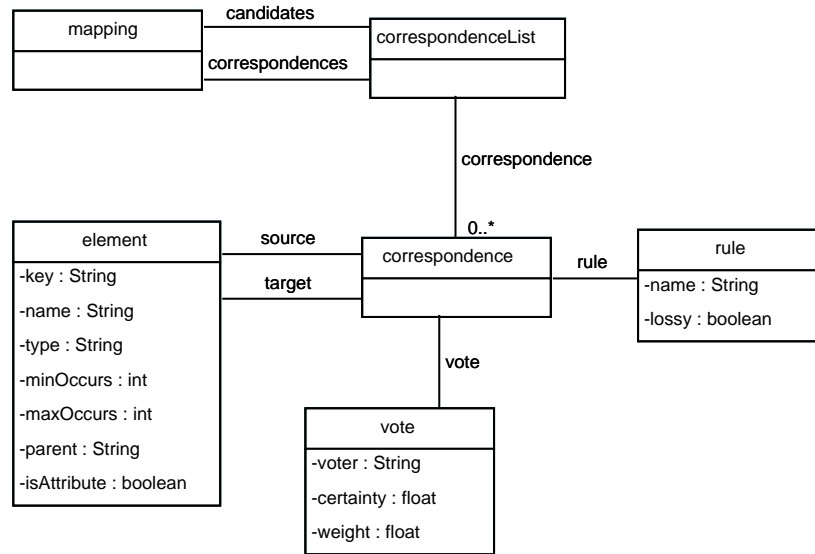 candidates
mapping
correspondenceList
correspondences
correspondence
0..*
element
source
correspondence
rule
rule
-key : String
target
-name : String
-name : String
-lossy : boolean
-type : String
-minOccurs : int
vote
-maxOccurs : int
vote
-parent : String
-voter : String
-isAttribute : boolean
-certainty : float
-weight : float